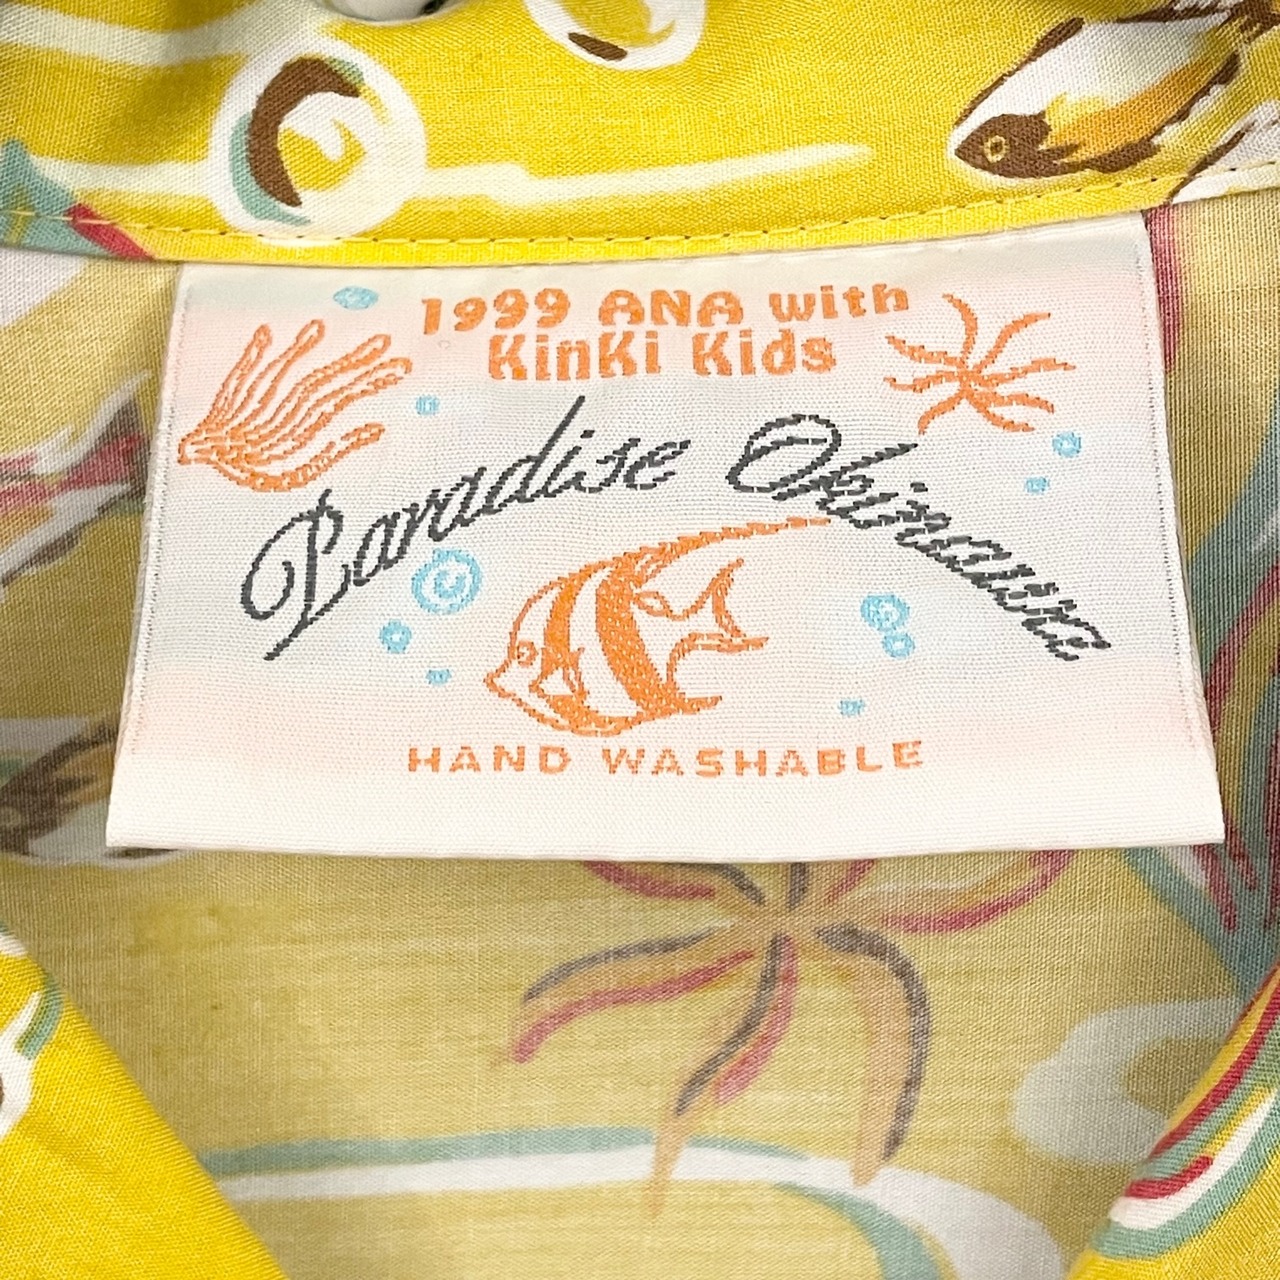 1999 ANA with
KinKi Kids
Paradise Okinawa
HAND WASHABLE